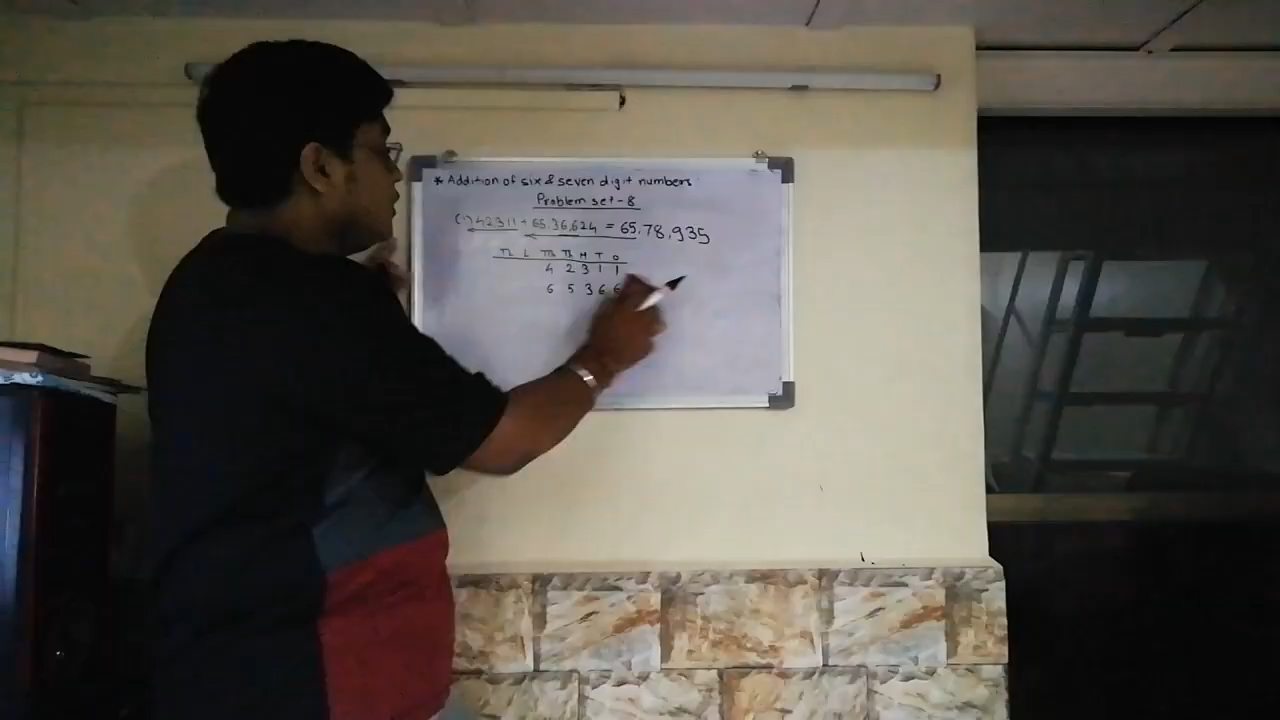 * Addition of six & seven digit numbers
Problem set - 8
(1) 42311 + 65,36,624 = 65,78,935
TL L TTh Th H T O
4 2 3 1 1
6 5 3 6 6